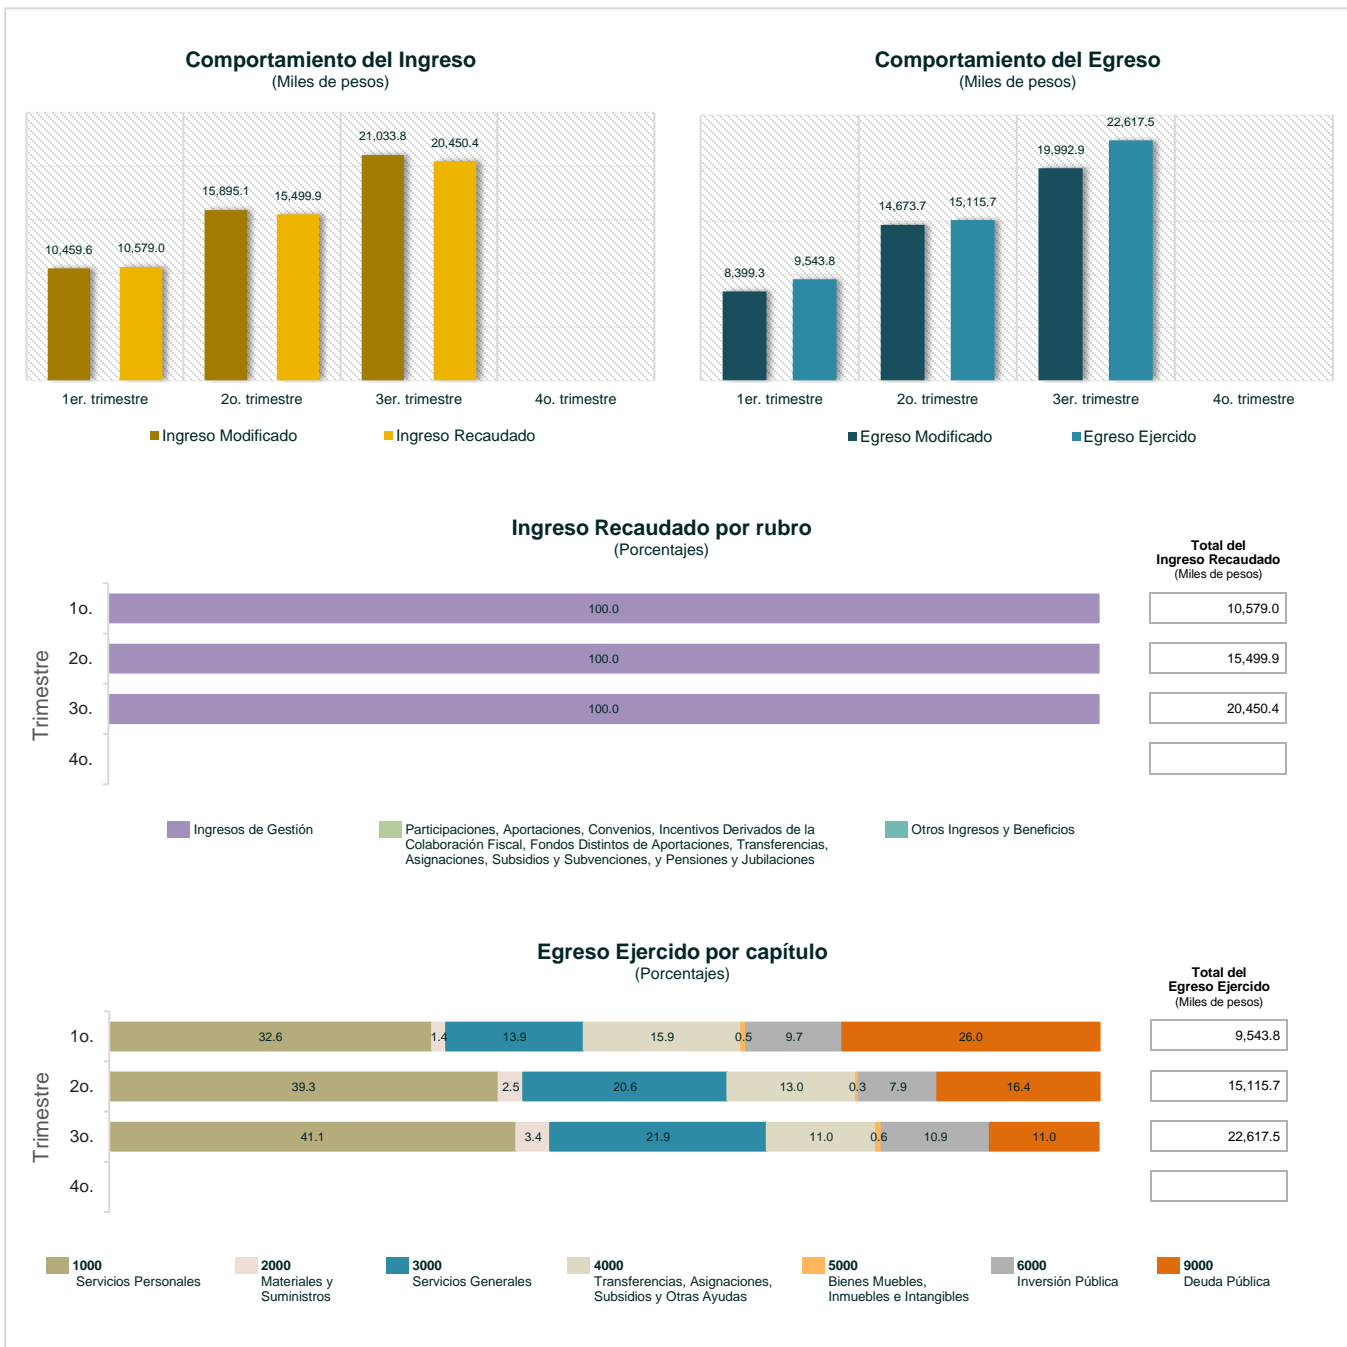 Comportamiento del Ingreso
(Miles de pesos)
10,459.6
10,579.0
15,895.1
15,499.9
21,033.8
20,450.4
1er. trimestre
2o. trimestre
3er. trimestre
4o. trimestre
Ingreso Modificado
Ingreso Recaudado
Comportamiento del Egreso
(Miles de pesos)
8,399.3
9,543.8
14,673.7
15,115.7
19,992.9
22,617.5
1er. trimestre
2o. trimestre
3er. trimestre
4o. trimestre
Egreso Modificado
Egreso Ejercido
Ingreso Recaudado por rubro
(Porcentajes)
Total del
Ingreso Recaudado
(Miles de pesos)
Trimestre
1o.
100.0
10,579.0
2o.
100.0
15,499.9
3o.
100.0
20,450.4
4o.
Ingresos de Gestión
Participaciones, Aportaciones, Convenios, Incentivos Derivados de la
Colaboración Fiscal, Fondos Distintos de Aportaciones, Transferencias,
Asignaciones, Subsidios y Subvenciones, y Pensiones y Jubilaciones
Otros Ingresos y Beneficios
Egreso Ejercido por capítulo
(Porcentajes)
Total del
Egreso Ejercido
(Miles de pesos)
Trimestre
1o.
32.6 1.4 13.9 15.9 0.5 9.7 26.0
9,543.8
2o.
39.3 2.5 20.6 13.0 0.3 7.9 16.4
15,115.7
3o.
41.1 3.4 21.9 11.0 0.6 10.9 11.0
22,617.5
4o.
1000
Servicios Personales
2000
Materiales y
Suministros
3000
Servicios Generales
4000
Transferencias, Asignaciones,
Subsidios y Otras Ayudas
5000
Bienes Muebles,
Inmuebles e Intangibles
6000
Inversión Pública
9000
Deuda Pública